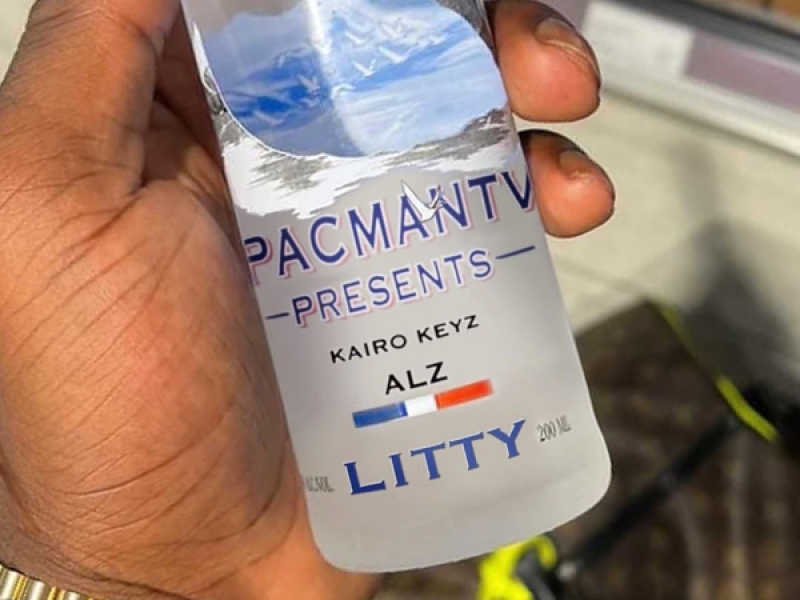 PACMANTV
—PRESENTS—
KAIRO KEYZ
ALZ
LITTY 200 ML